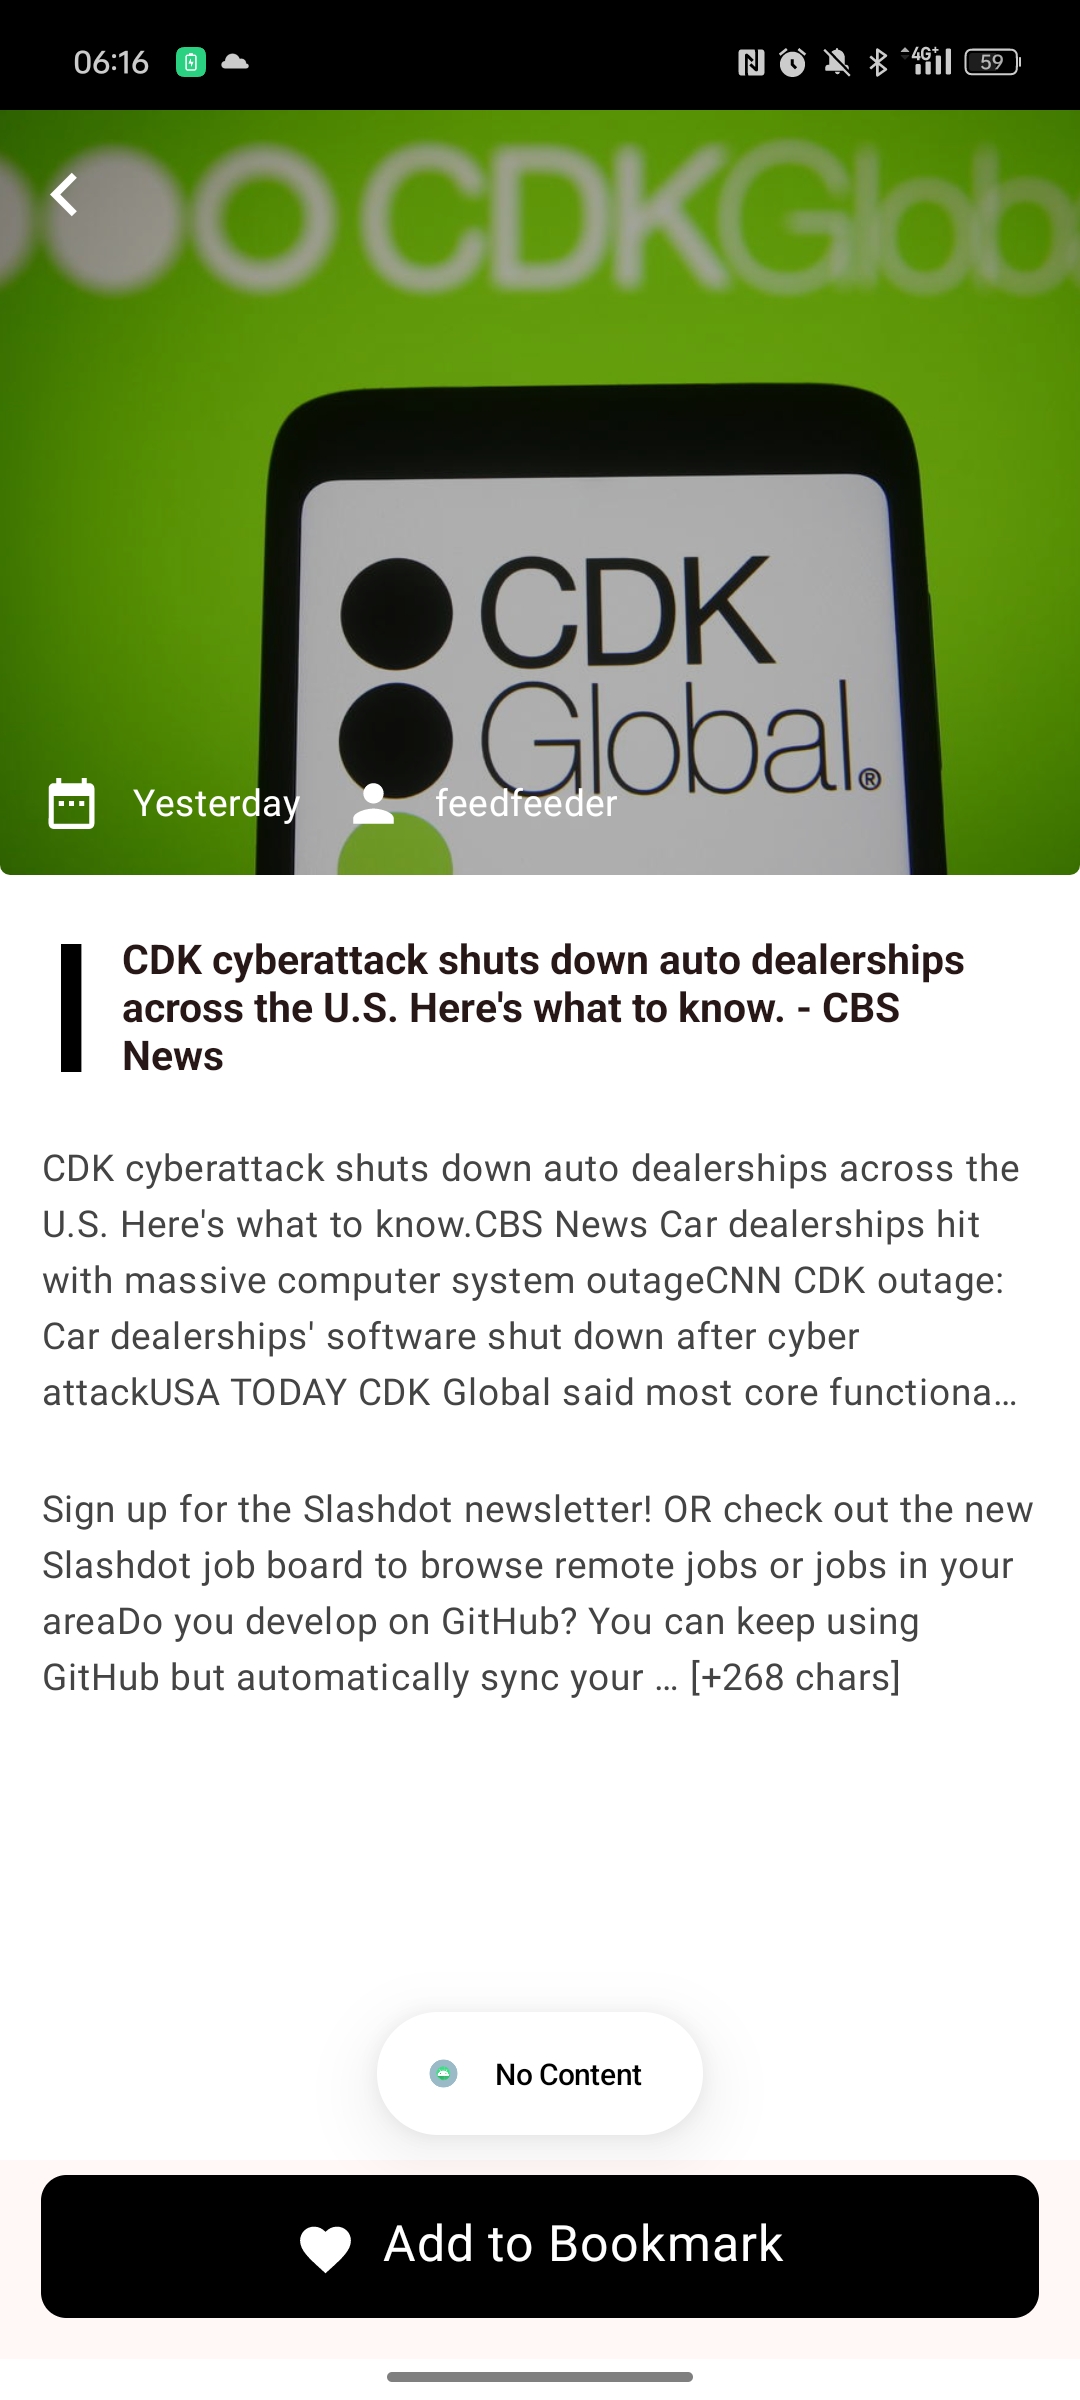 06:16
4G+
59
CDKGloba
CDK
Global®
Yesterday
feedfeeder
CDK cyberattack shuts down auto dealerships
across the U.S. Here's what to know. - CBS
News
CDK cyberattack shuts down auto dealerships across the
U.S. Here's what to know.CBS News Car dealerships hit
with massive computer system outageCNN CDK outage:
Car dealerships' software shut down after cyber
attackUSA TODAY CDK Global said most core functiona…
Sign up for the Slashdot newsletter! OR check out the new
Slashdot job board to browse remote jobs or jobs in your
areaDo you develop on GitHub? You can keep using
GitHub but automatically sync your … [+268 chars]
No Content
Add to Bookmark